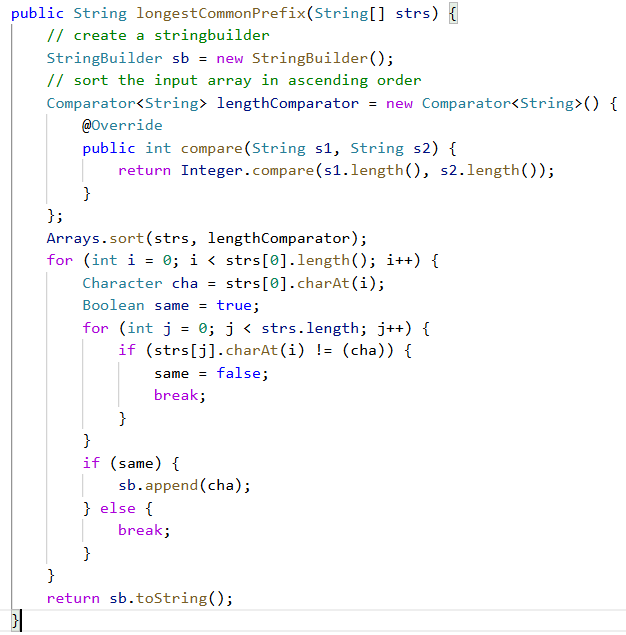 public String longestCommonPrefix(String[] strs) {
    // create a stringbuilder
    StringBuilder sb = new StringBuilder();
    // sort the input array in ascending order
    Comparator<String> lengthComparator = new Comparator<String>() {
        @Override
        public int compare(String s1, String s2) {
            return Integer.compare(s1.length(), s2.length());
        }
    };
    Arrays.sort(strs, lengthComparator);
    for (int i = 0; i < strs[0].length(); i++) {
        Character cha = strs[0].charAt(i);
        Boolean same = true;
        for (int j = 0; j < strs.length; j++) {
            if (strs[j].charAt(i) != (cha)) {
                same = false;
                break;
            }
        }
        if (same) {
            sb.append(cha);
        } else {
            break;
        }
    }
    return sb.toString();
}